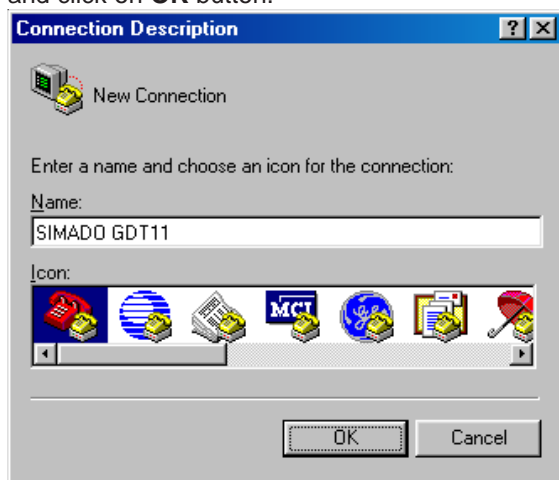 and click on OK button.
Connection Description
New Connection
Enter a name and choose an icon for the connection:
Name:
SIMADO GDT11
Icon:
MCI
OK Cancel